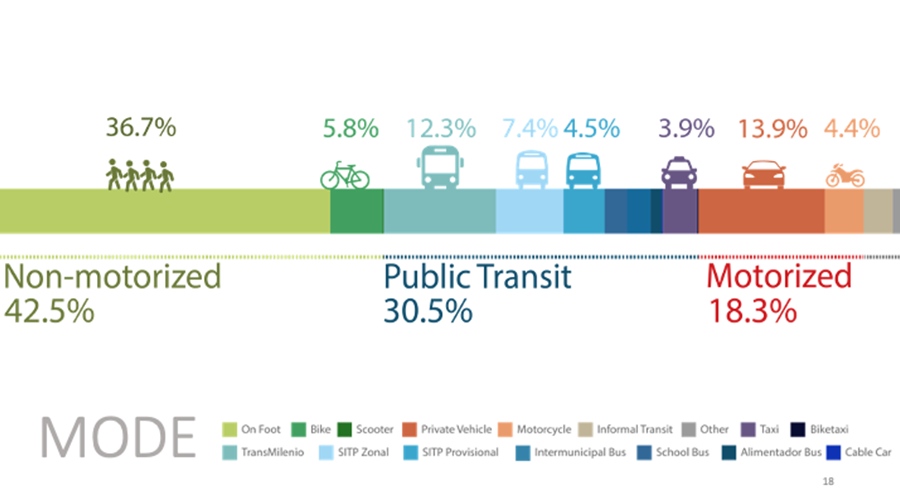 36.7% 5.8% 12.3% 7.4% 4.5% 3.9% 13.9% 4.4%
Non-motorized Public Transit Motorized
42.5% 30.5% 18.3%
MODE
On Foot Bike Scooter Private Vehicle Motorcycle Informal Transit Other Taxi Biketaxi
TransMilenio SITP Zonal SITP Provisional Intermunicipal Bus School Bus Alimentador Bus Cable Car
18